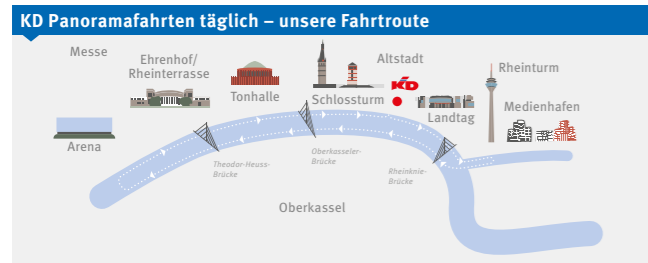 KD Panoramafahrten täglich – unsere Fahrtroute
Messe
Ehrenhof/
Rheinterrasse
Tonhalle
Schlossturm
Altstadt
KD
Landtag
Rheinturm
Medienhafen
Arena
Theodor-Heuss-
Brücke
Oberkasseler-
Brücke
Rheinknie-
Brücke
Oberkassel